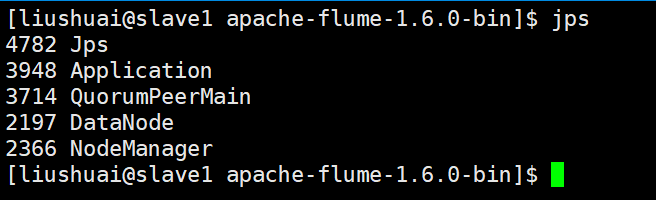 [liushuai@slave1 apache-flume-1.6.0-bin]$ jps
4782 Jps
3948 Application
3714 QuorumPeerMain
2197 DataNode
2366 NodeManager
[liushuai@slave1 apache-flume-1.6.0-bin]$